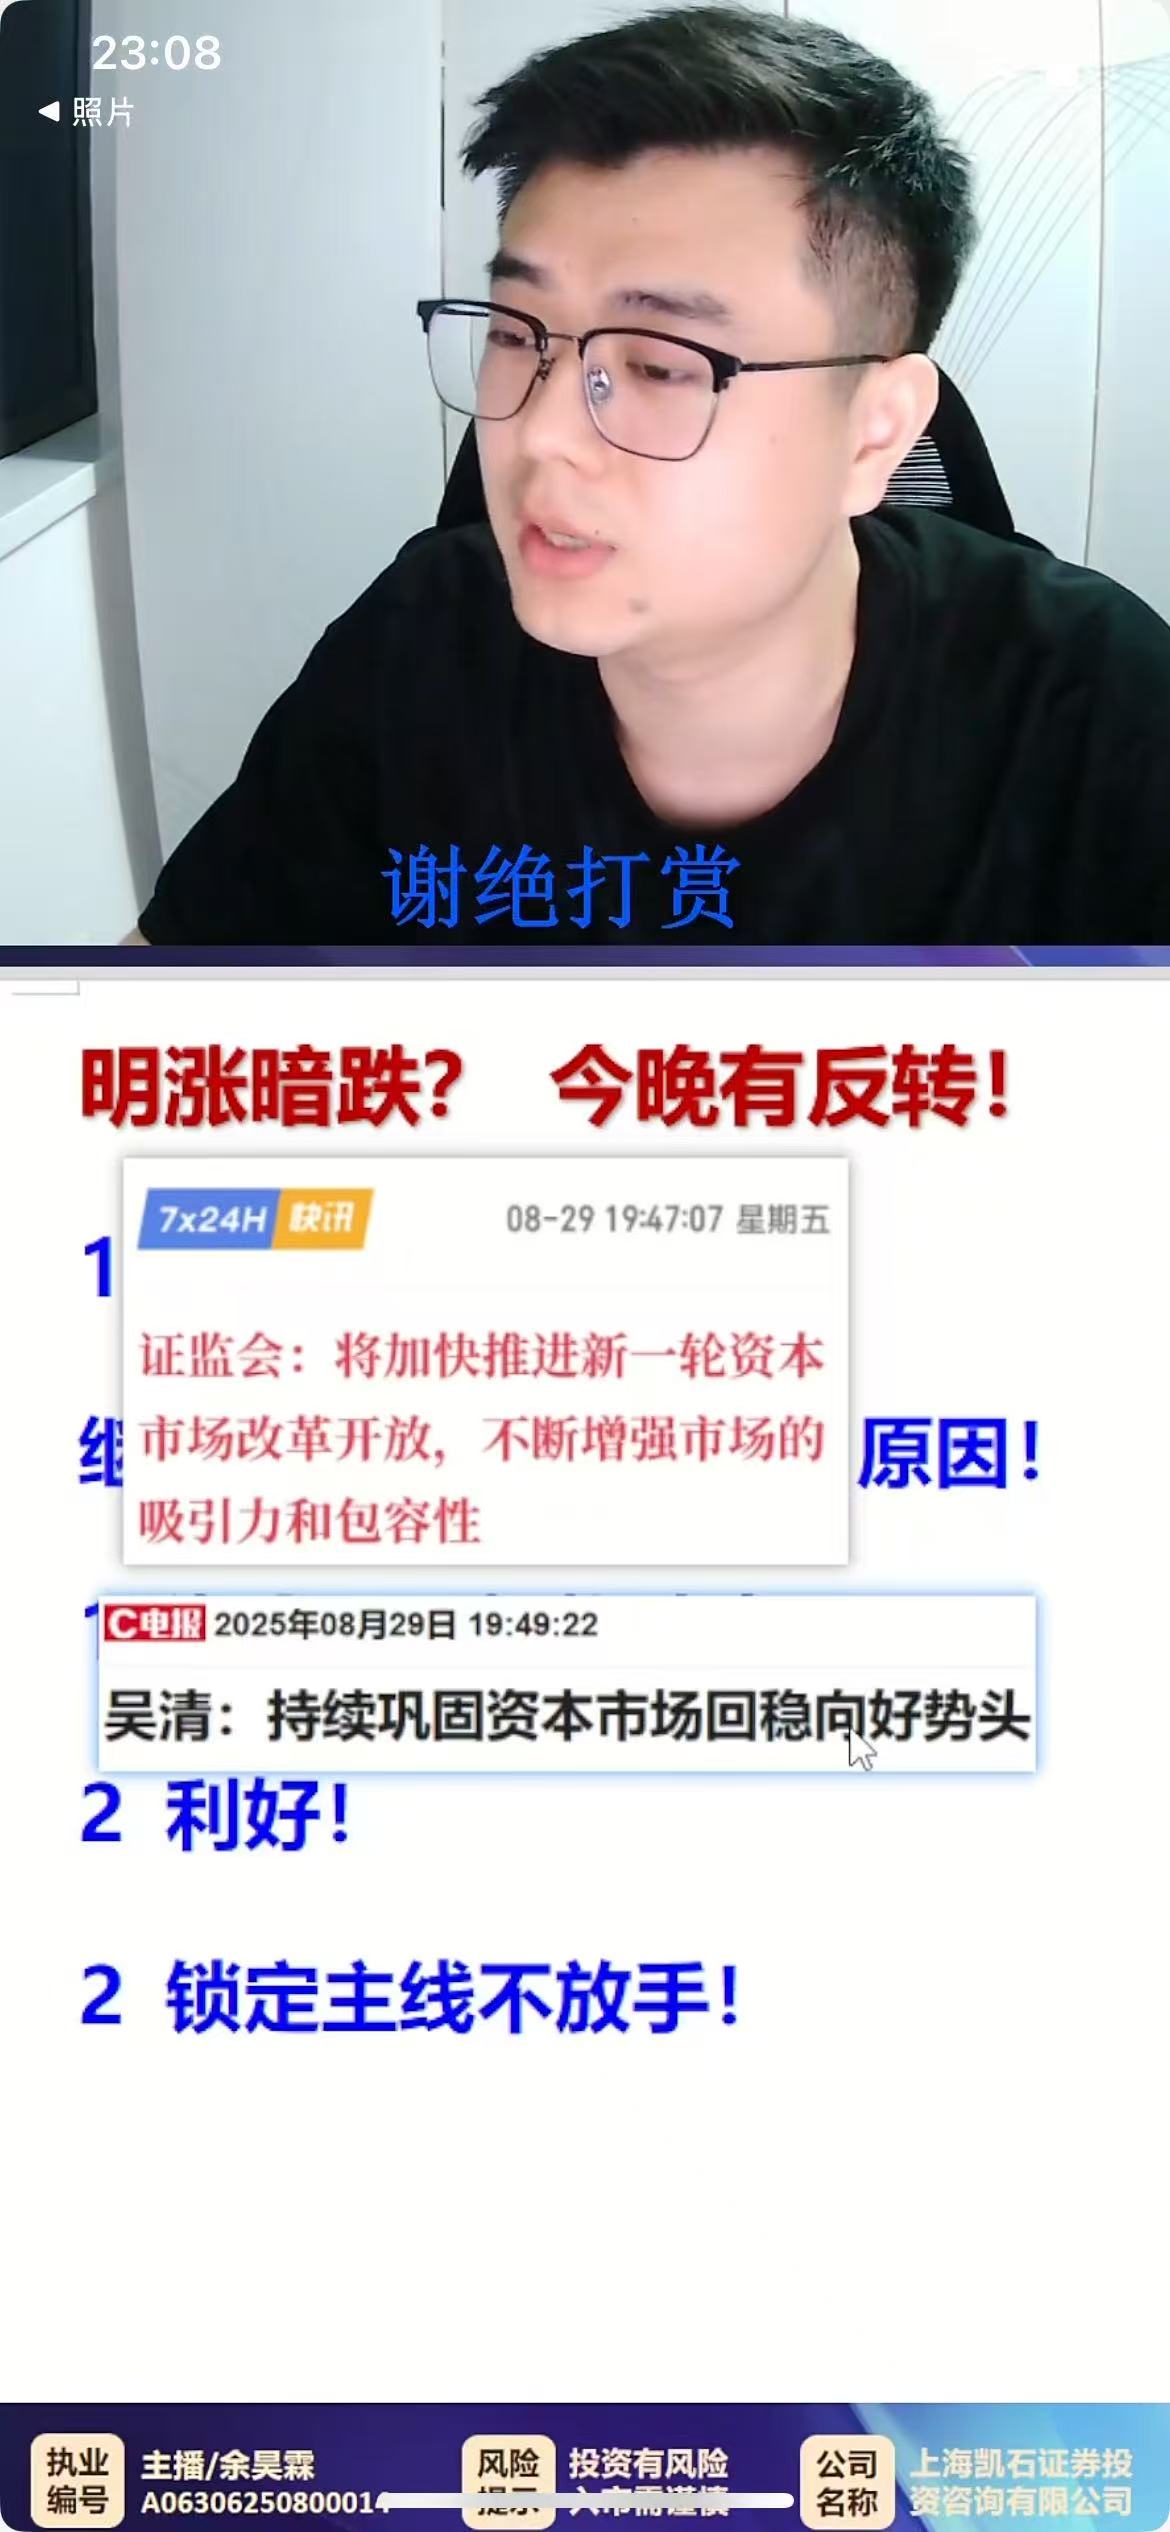 23:08
◀ 照片
谢绝打赏
明涨暗跌？ 今晚有反转！
7x24H 快讯 08-29 19:47:07 星期五
1
证监会：将加快推进新一轮资本
市场改革开放，不断增强市场的
吸引力和包容性
继 原因！
C电报 2025年08月29日 19:49:22
吴清：持续巩固资本市场回稳向好势头
2 利好！
2 锁定主线不放手！
执业
编号
主播/余昊霖
A0630625080001
风险
提示
投资有风险
入市需谨慎
公司
名称
上海凯石证券投
资咨询有限公司